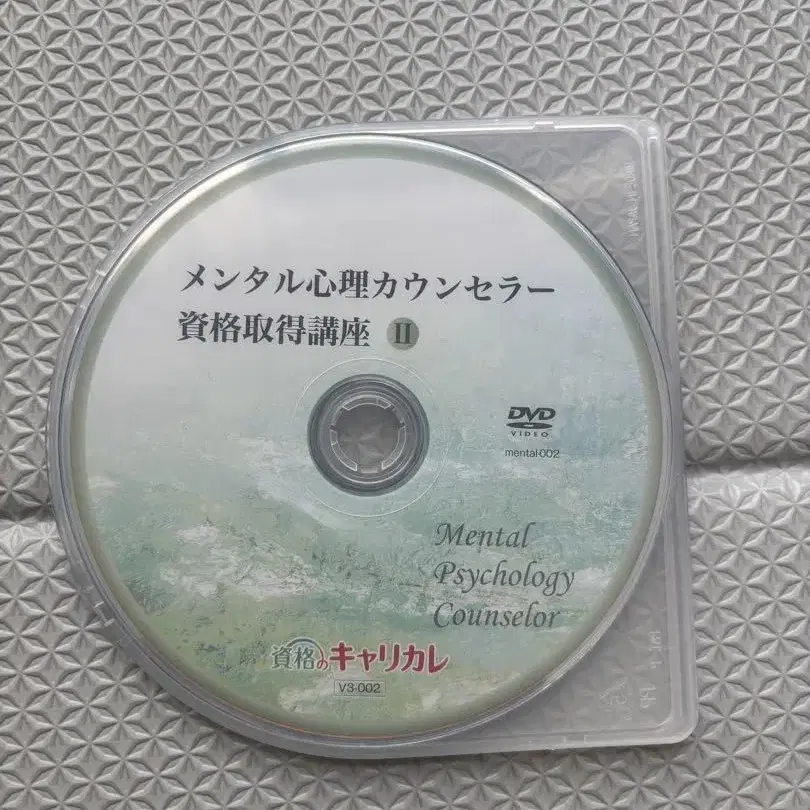 メンタル心理カウンセラー
資格取得講座 II
DVD
VIDEO
mental-002
Mental
Psychology
Counselor
資格のキャリカレ
V3-002